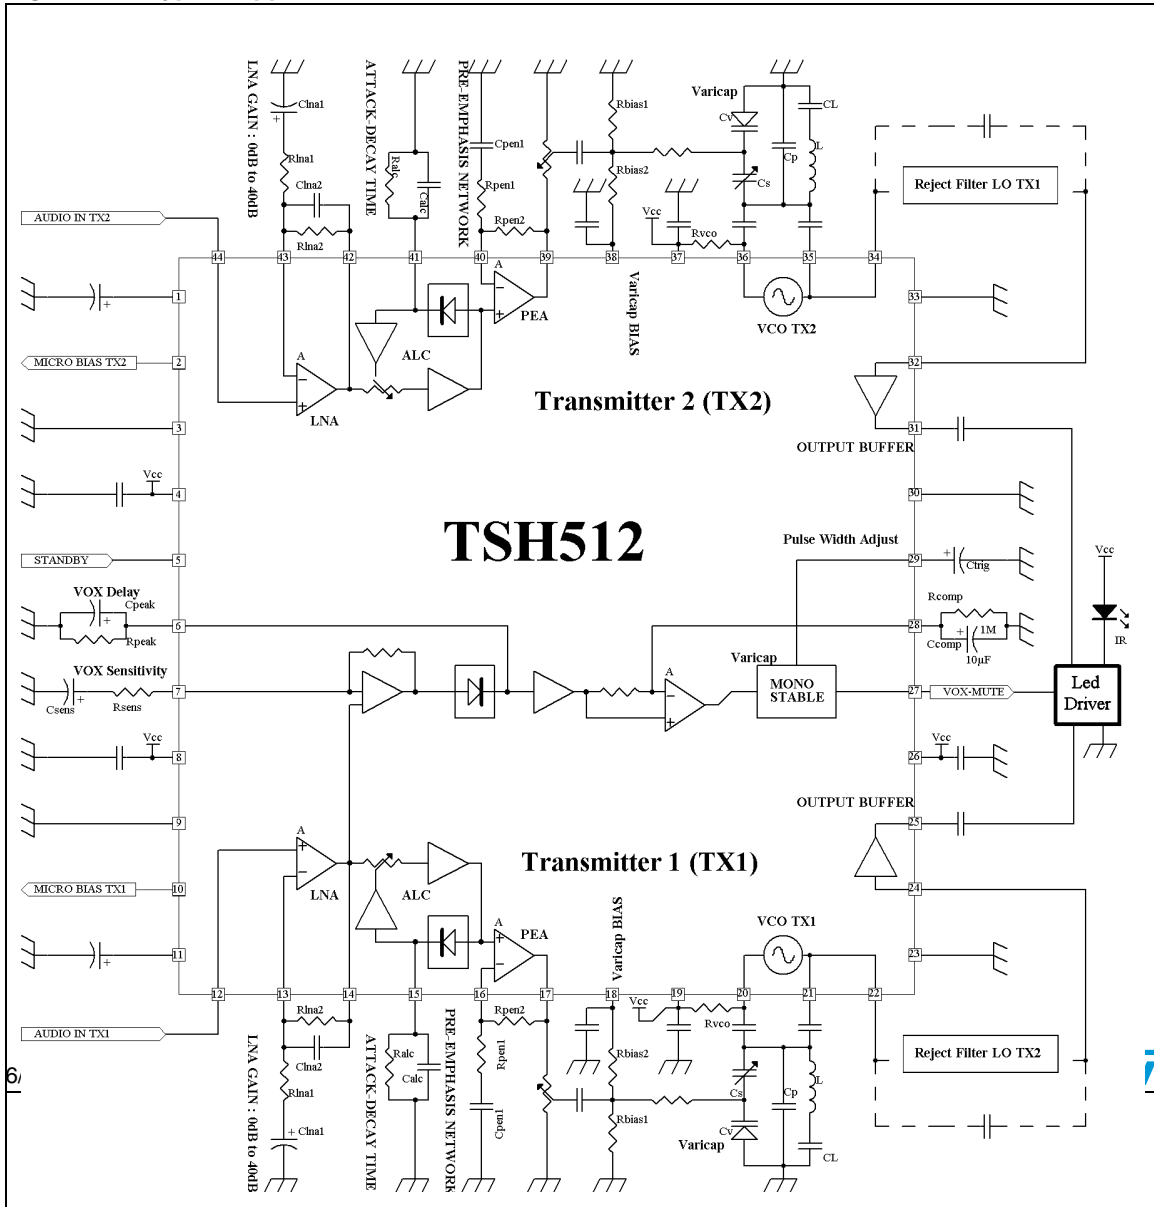 LNA GAIN : 0dB to 40dB
ATTACK-DECAY TIME
PRE-EMPHASIS NETWORK
Clna1
+
Rlna1
Clna2
Rlna2
Ralc
Calc
Cpen1
Rpen1
Rpen2
Rbias1
Rbias2
Varicap
Cv
Cs
Cp
CL
L
Vcc
Rvco
Reject Filter LO TX1
AUDIO IN TX2
44
43
42
41
40
39
38
37
36
35
34
Varicap BIAS
A
−
+
PEA
VCO TX2
ALC
A
−
+
LNA
Transmitter 2 (TX2)
1
+
MICRO BIAS TX2
2
3
Vcc
4
STANDBY
5
VOX Delay
Cpeak
+
Rpeak
6
VOX Sensitivity
+
Csens
Rsens
7
Vcc
8
9
MICRO BIAS TX1
10
+
11
33
32
31
OUTPUT BUFFER
30
TSH512
Pulse Width Adjust
29
+
Ctrig
Vcc
IR
Rcomp
28
1M
+
Ccomp
10µF
A
−
+
Varicap
MONO
STABLE
27
VOX-MUTE
Led
Driver
26
Vcc
OUTPUT BUFFER
25
24
23
A
+
−
LNA
ALC
Transmitter 1 (TX1)
A
+
−
PEA
Varicap BIAS
VCO TX1
12
13
14
15
16
17
18
19
20
21
22
AUDIO IN TX1
LNA GAIN : 0dB to 40dB
Rlna2
Clna2
Rlna1
+
Clna1
ATTACK-DECAY TIME
Ralc
Calc
PRE-EMPHASIS NETWORK
Rpen2
Rpen1
Cpen1
Vcc
Rvco
Rbias2
Rbias1
Cs
Cv
Varicap
Cp
L
CL
Reject Filter LO TX2
6/